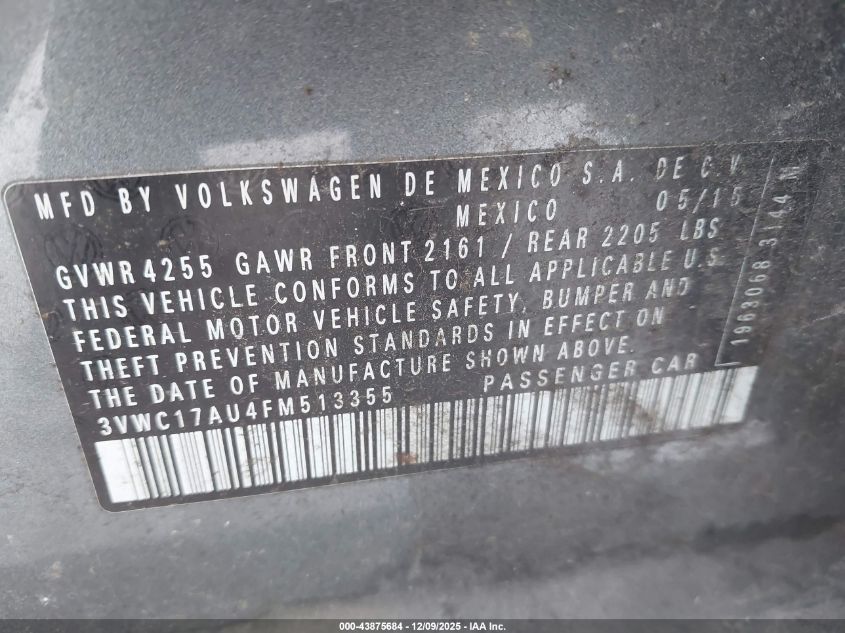 MFD BY VOLKSWAGEN DE MEXICO S.A. DE C.V
MEXICO 05/15
GVWR 4255 GAWR FRONT 2161 / REAR 2205 LBS
THIS VEHICLE CONFORMS TO ALL APPLICABLE U.S
FEDERAL MOTOR VEHICLE SAFETY, BUMPER AND
THEFT PREVENTION STANDARDS IN EFFECT ON
THE DATE OF MANUFACTURE SHOWN ABOVE.
3VWC17AU4FM513355 PASSENGER CAR
1969068 3144 M
000-43875684 | 12/09/2025 | IAA Inc.